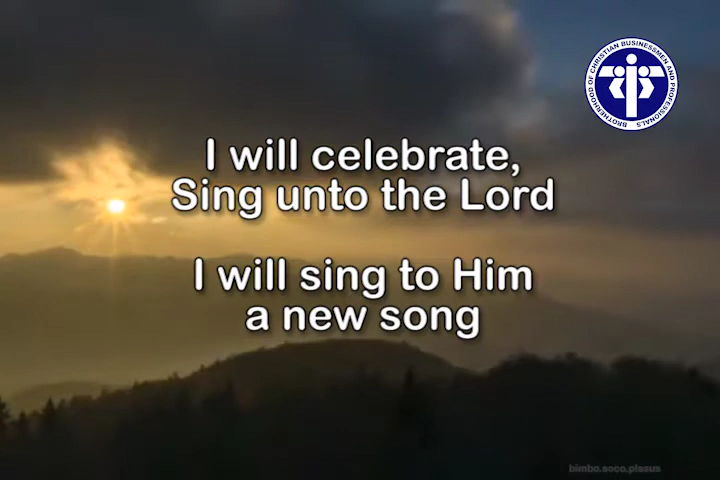 BROTHERHOOD OF CHRISTIAN BUSINESSMEN AND PROFESSIONALS
I will celebrate,
Sing unto the Lord
I will sing to Him
a new song
bimbo.soco.plasus